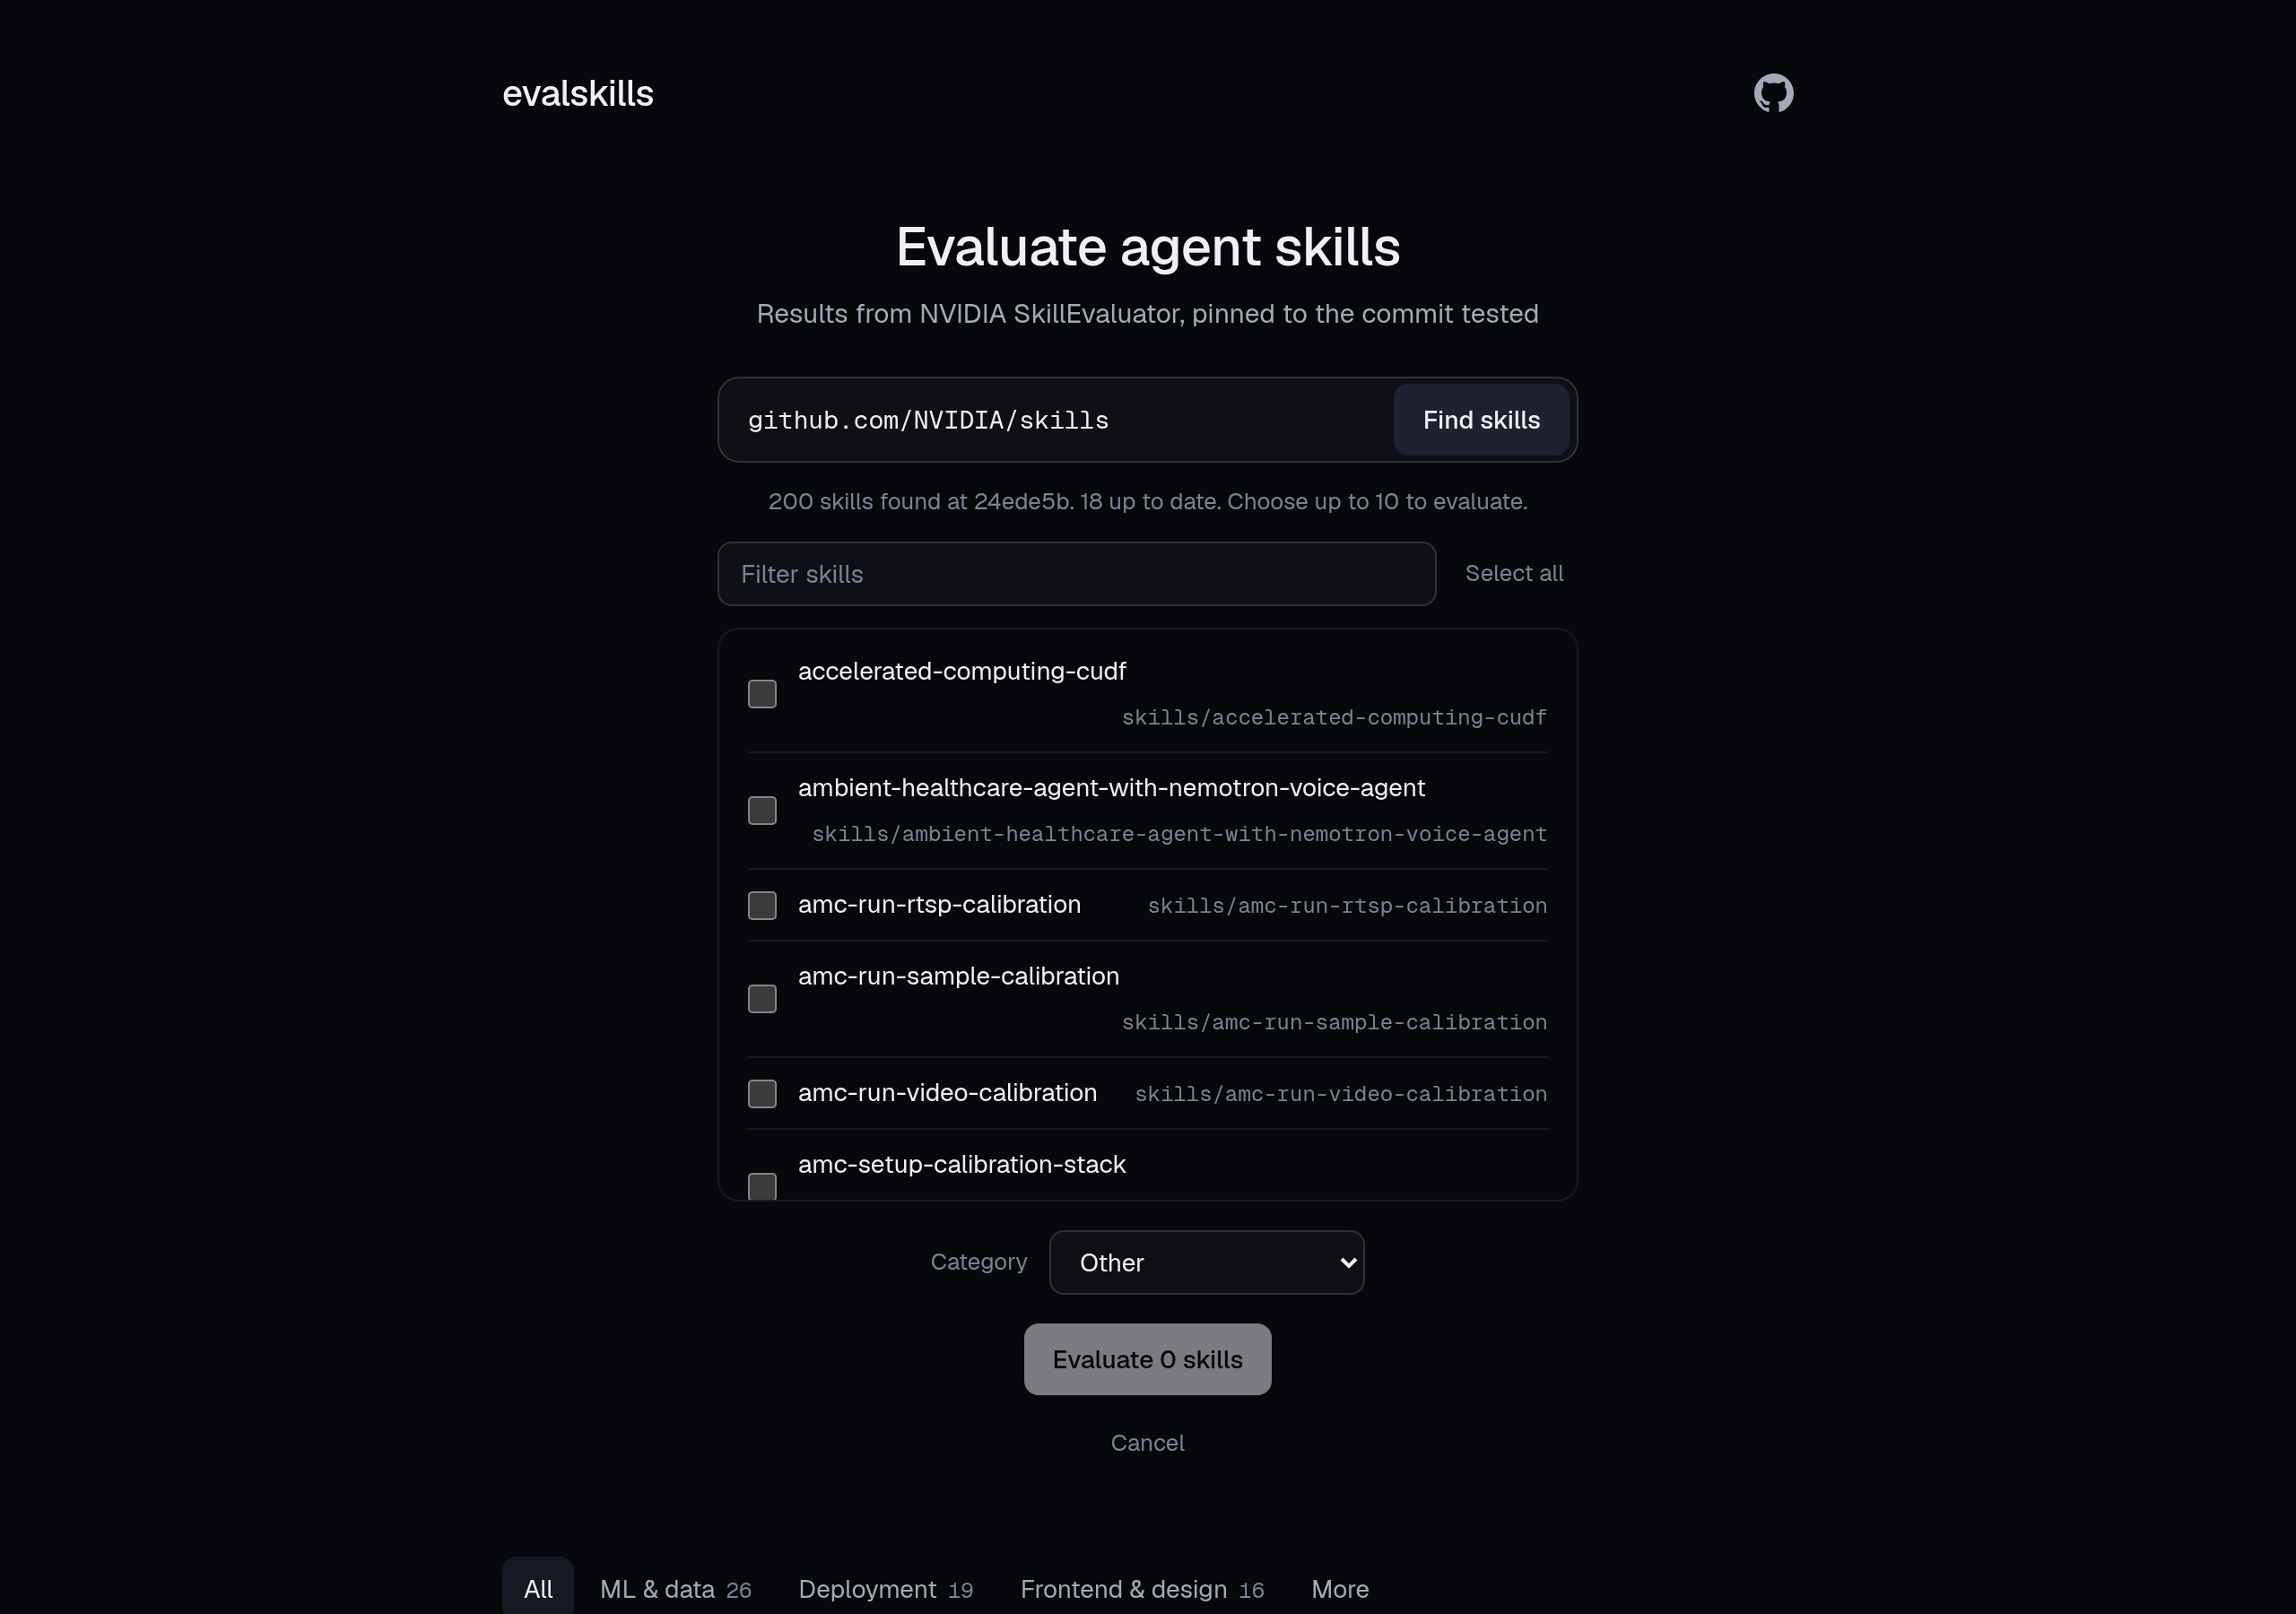 evalskills
Evaluate agent skills
Results from NVIDIA SkillEvaluator, pinned to the commit tested
github.com/NVIDIA/skills
Find skills
200 skills found at 24ede5b. 18 up to date. Choose up to 10 to evaluate.
Filter skills
Select all
accelerated-computing-cudf
skills/accelerated-computing-cudf
ambient-healthcare-agent-with-nemotron-voice-agent
skills/ambient-healthcare-agent-with-nemotron-voice-agent
amc-run-rtsp-calibration skills/amc-run-rtsp-calibration
amc-run-sample-calibration
skills/amc-run-sample-calibration
amc-run-video-calibration skills/amc-run-video-calibration
amc-setup-calibration-stack
Category Other
Evaluate 0 skills
Cancel
All ML & data 26 Deployment 19 Frontend & design 16 More